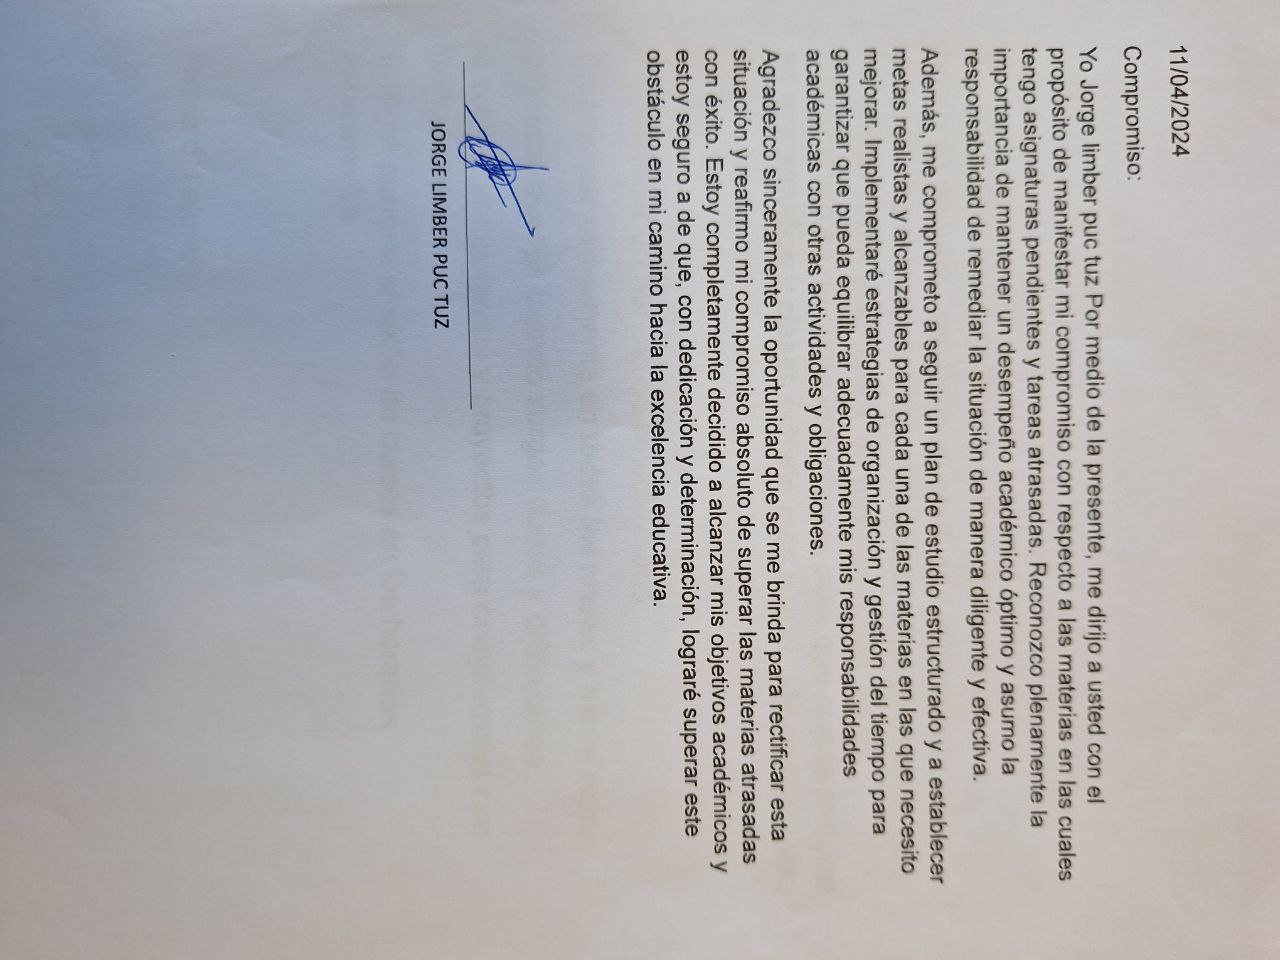 11/04/2024
Compromiso:
Yo Jorge limber puc tuz Por medio de la presente, me dirijo a usted con el
propósito de manifestar mi compromiso con respecto a las materias en las cuales
tengo asignaturas pendientes y tareas atrasadas. Reconozco plenamente la
importancia de mantener un desempeño académico óptimo y asumo la
responsabilidad de remediar la situación de manera diligente y efectiva.
Además, me comprometo a seguir un plan de estudio estructurado y a establecer
metas realistas y alcanzables para cada una de las materias en las que necesito
mejorar. Implementaré estrategias de organización y gestión del tiempo para
garantizar que pueda equilibrar adecuadamente mis responsabilidades
académicas con otras actividades y obligaciones.
Agradezco sinceramente la oportunidad que se me brinda para rectificar esta
situación y reafirmo mi compromiso absoluto de superar las materias atrasadas
con éxito. Estoy completamente decidido a alcanzar mis objetivos académicos y
estoy seguro a de que, con dedicación y determinación, lograré superar este
obstáculo en mi camino hacia la excelencia educativa.
JORGE LIMBER PUC TUZ